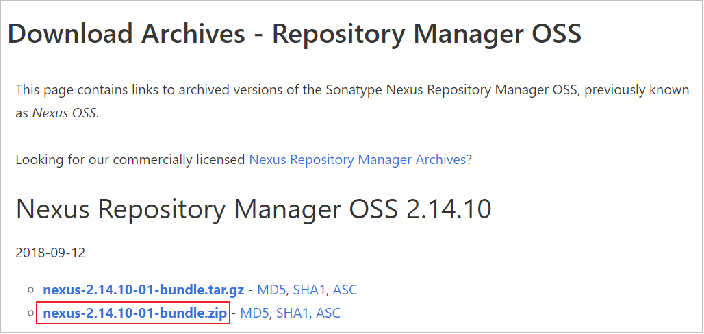 Download Archives - Repository Manager OSS
This page contains links to archived versions of the Sonatype Nexus Repository Manager OSS, previously known
as Nexus OSS.
Looking for our commercially licensed Nexus Repository Manager Archives?
Nexus Repository Manager OSS 2.14.10
2018-09-12
nexus-2.14.10-01-bundle.tar.gz - MD5, SHA1, ASC
nexus-2.14.10-01-bundle.zip - MD5, SHA1, ASC